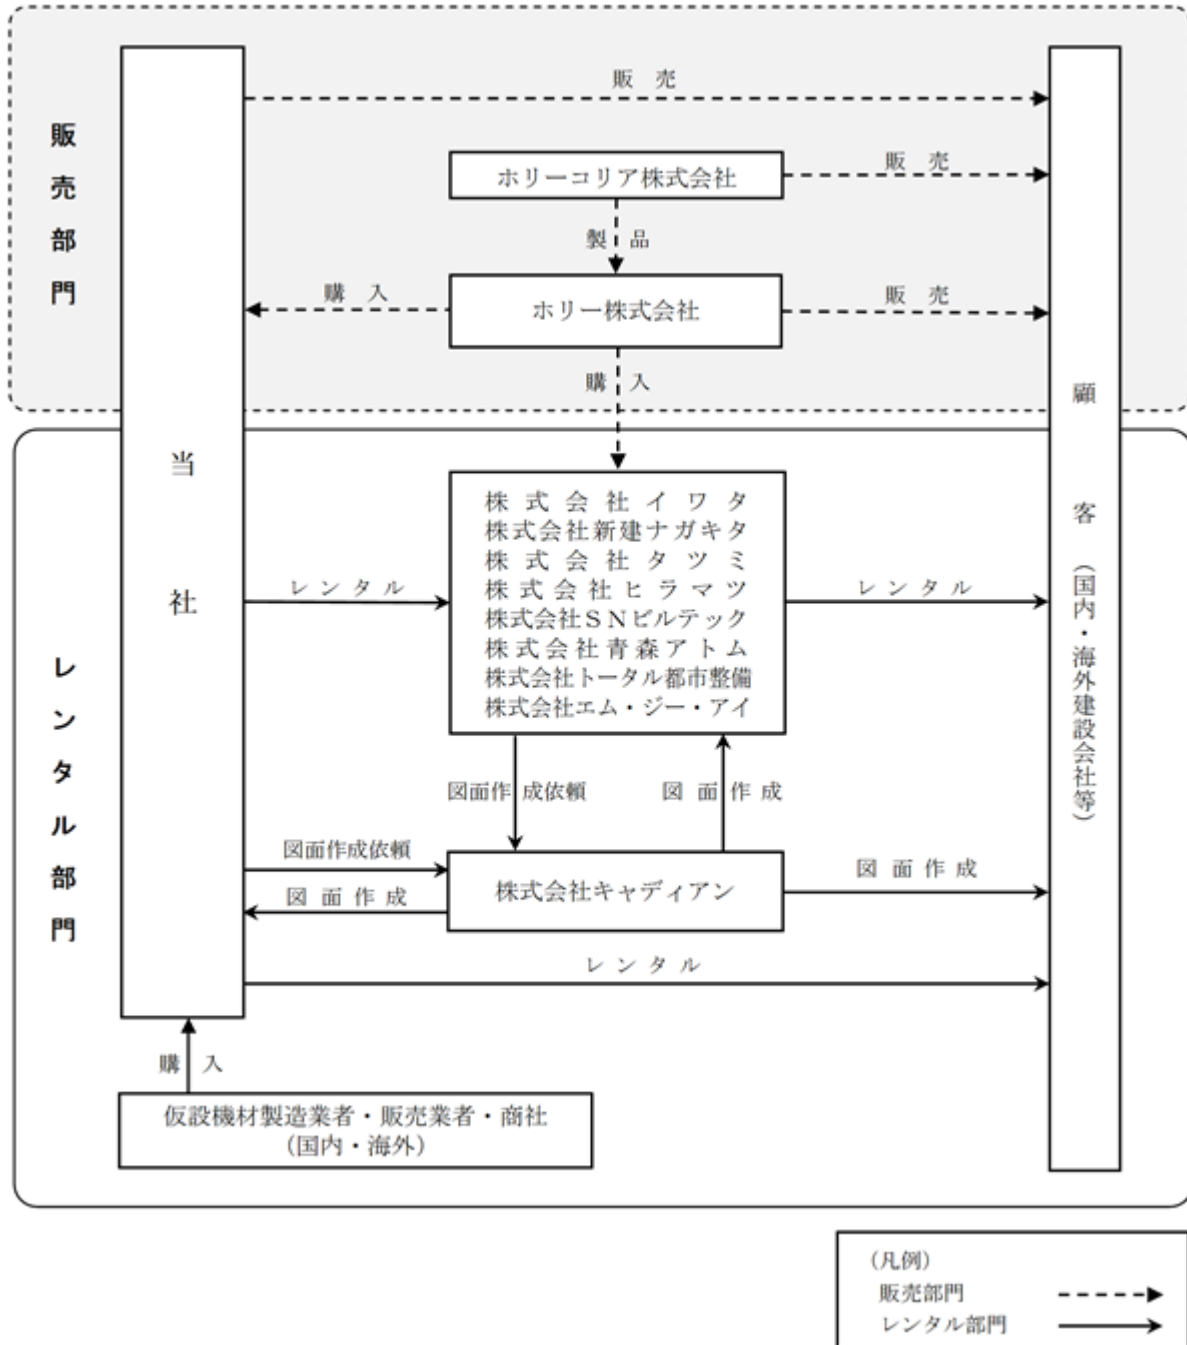 販売部門
販 売
ホリーコリア株式会社
販 売
製 品
購 入
ホリー株式会社
販 売
購 入
当社
顧客（国内・海外建設会社等）
レンタル部門
株式会社イワタ
株式会社新建ナガキタ
株式会社タツミ
株式会社ヒラマツ
株式会社ＳＮビルテック
株式会社青森アトム
株式会社トータル都市整備
株式会社エム・ジー・アイ
レンタル
レンタル
図面作成依頼
図面作成
図面作成依頼
図面作成
株式会社キャディアン
図面作成
レンタル
購 入
仮設機材製造業者・販売業者・商社
（国内・海外）
（凡例）
販売部門
レンタル部門